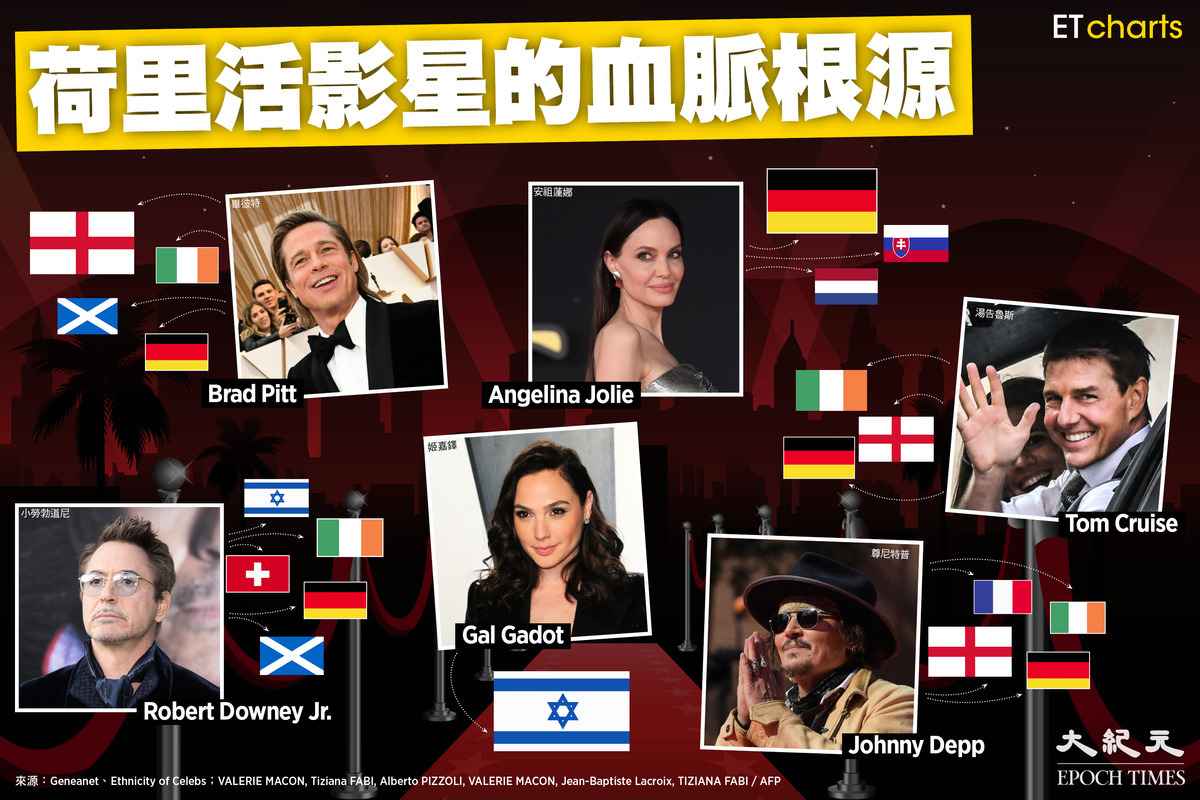 ETcharts
荷里活影星的血脈根源
畢彼特
Brad Pitt
安祖蓮娜
Angelina Jolie
湯告魯斯
Tom Cruise
小勞勃道尼
Robert Downey Jr.
姬嘉鐸
Gal Gadot
尊尼特普
Johnny Depp
大紀元
EPOCH TIMES
來源：Geneanet、Ethnicity of Celebs：VALERIE MACON, Tiziana FABI, Alberto PIZZOLI, VALERIE MACON, Jean-Baptiste Lacroix, TIZIANA FABI / AFP